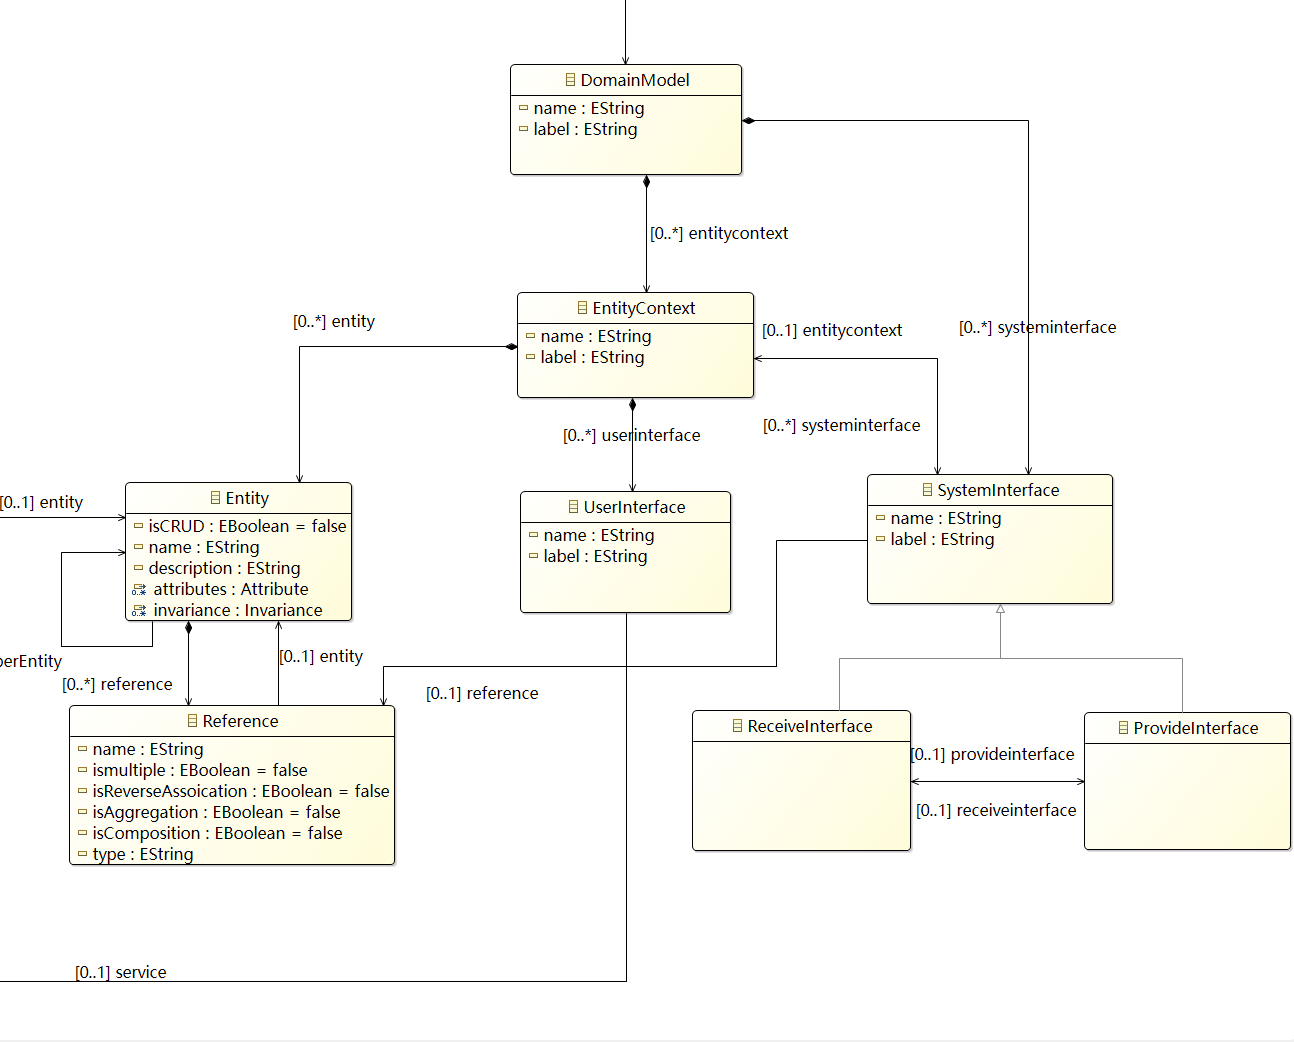 DomainModel
name : EString
label : EString
[0..*] entitycontext
EntityContext
name : EString
label : EString
[0..*] entity
[0..1] entitycontext
[0..*] systeminterface
[0..*] systeminterface
[0..*] userinterface
Entity
isCRUD : EBoolean = false
name : EString
description : EString
0..* attributes : Attribute
0..* invariance : Invariance
[0..1] entity
UserInterface
name : EString
label : EString
SystemInterface
name : EString
label : EString
perEntity
[0..*] reference
[0..1] entity
[0..1] reference
Reference
name : EString
ismultiple : EBoolean = false
isReverseAssoication : EBoolean = false
isAggregation : EBoolean = false
isComposition : EBoolean = false
type : EString
ReceiveInterface
[0..1] provideinterface
[0..1] receiveinterface
ProvideInterface
[0..1] service